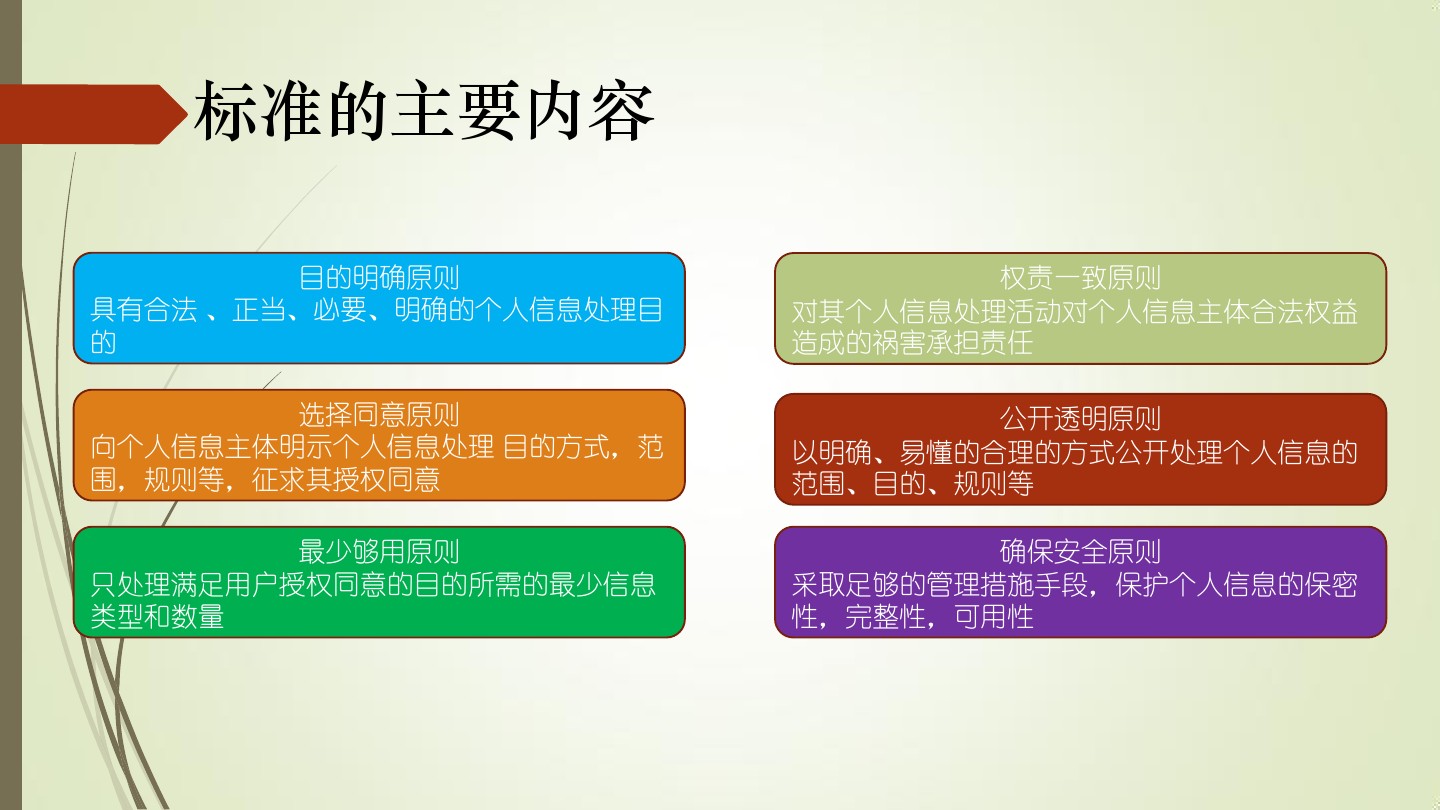 标准的主要内容
目的明确原则
具有合法 、正当、必要、明确的个人信息处理目
的
选择同意原则
向个人信息主体明示个人信息处理 目的方式，范
围，规则等，征求其授权同意
最少够用原则
只处理满足用户授权同意的目的所需的最少信息
类型和数量
权责一致原则
对其个人信息处理活动对个人信息主体合法权益
造成的祸害承担责任
公开透明原则
以明确、易懂的合理的方式公开处理个人信息的
范围、目的、规则等
确保安全原则
采取足够的管理措施手段，保护个人信息的保密
性，完整性，可用性